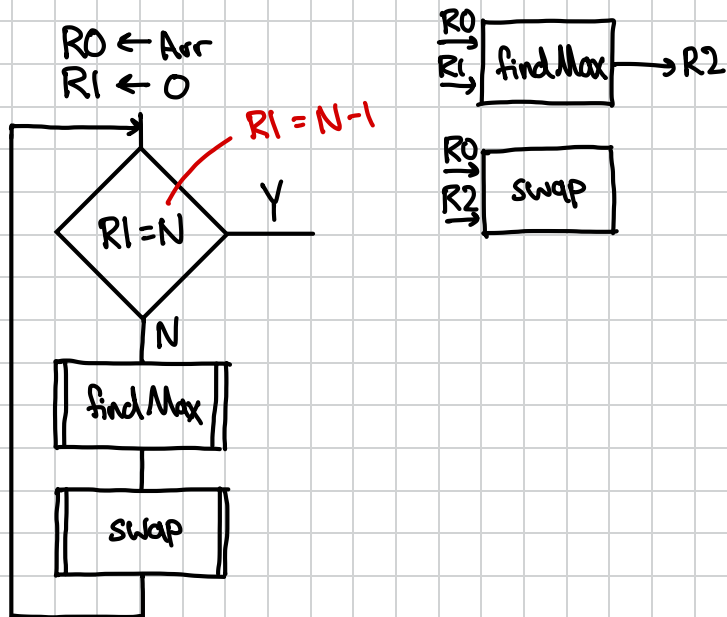 R0 ← Arr
R1 ← 0
R1 = N-1
R1=N
Y
N
findMax
swap
R0
R1
findMax
R2
R0
R2
swap